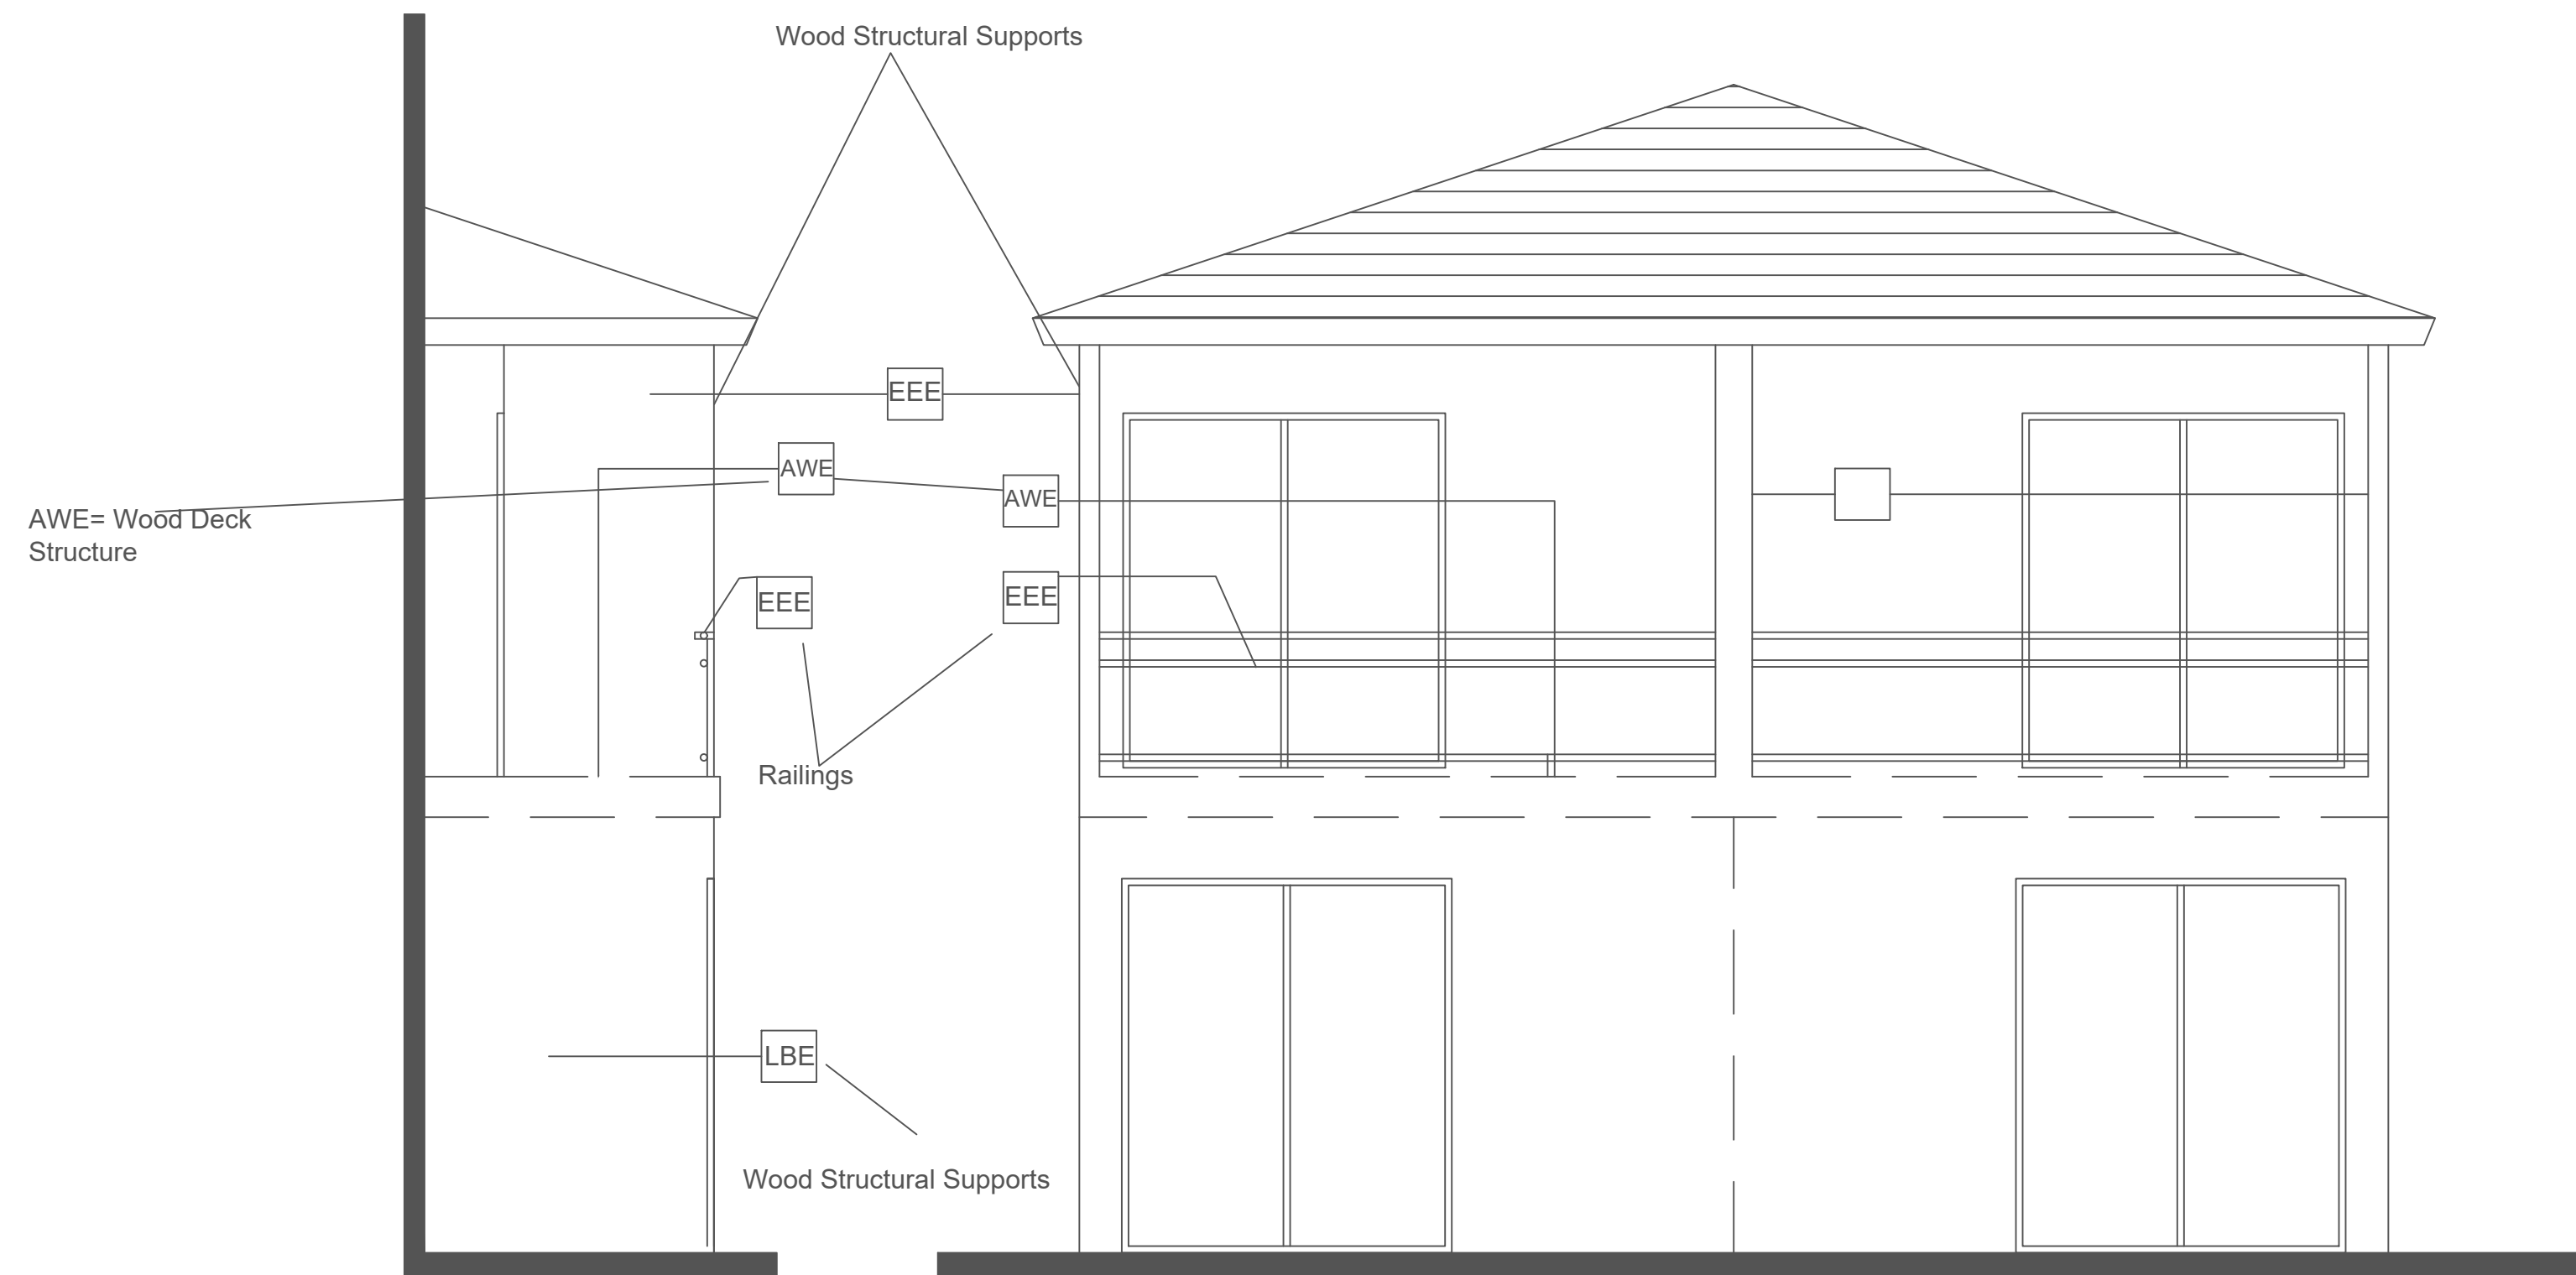 Wood Structural Supports
EEE
AWE
AWE
AWE= Wood Deck
Structure
EEE
EEE
Railings
LBE
Wood Structural Supports